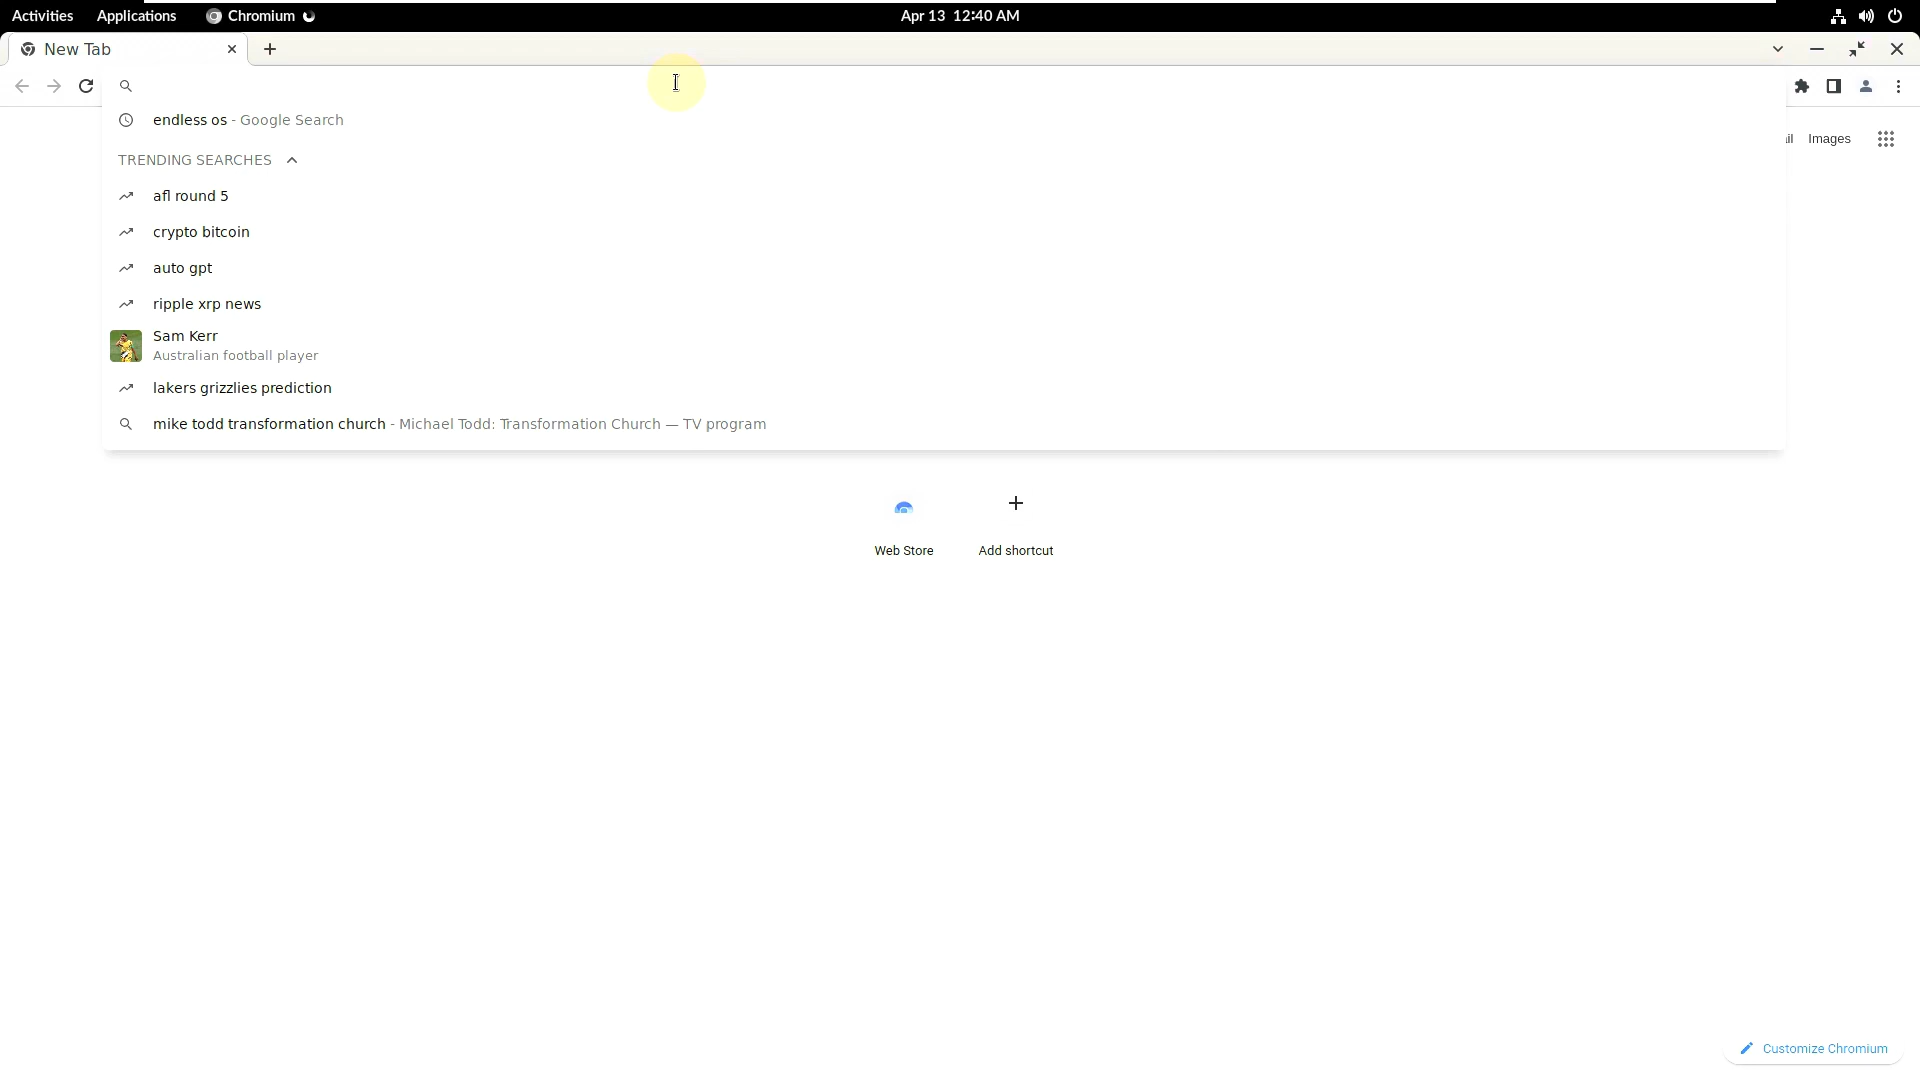 Activities Applications Chromium Apr 13 12:40 AM
New Tab
endless os - Google Search
Images
TRENDING SEARCHES
afl round 5
crypto bitcoin
auto gpt
ripple xrp news
Sam Kerr
Australian football player
lakers grizzlies prediction
mike todd transformation church - Michael Todd: Transformation Church — TV program
Web Store Add shortcut
Customize Chromium